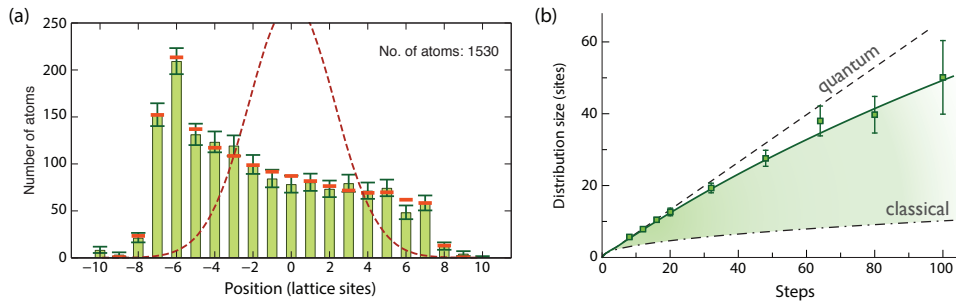 (a)
250
200
150
100
50
Number of atoms
No. of atoms: 1530
−10 −8 −6 −4 −2 0 2 4 6 8 10
Position (lattice sites)
(b)
60
40
20
0
Distribution size (sites)
quantum
classical
0 20 40 60 80 100
Steps